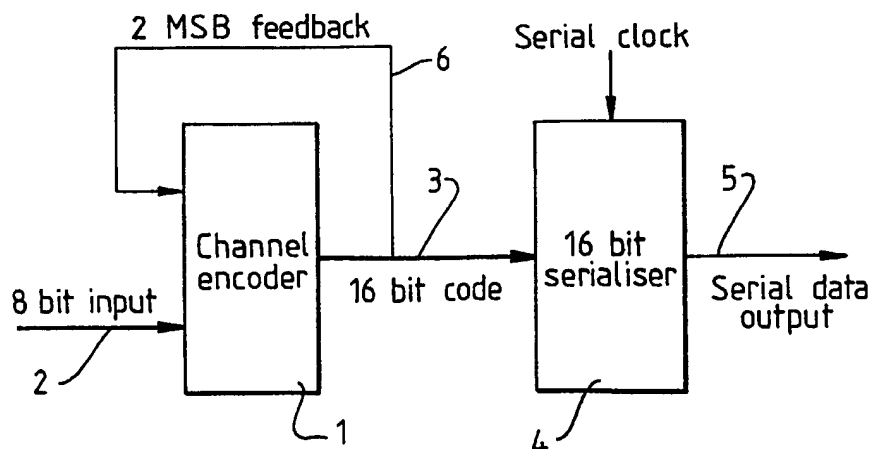 2 MSB feedback
6
Serial clock
3
5
Channel
encoder
16 bit
serialiser
8 bit input
16 bit code
Serial data
output
2
1
4